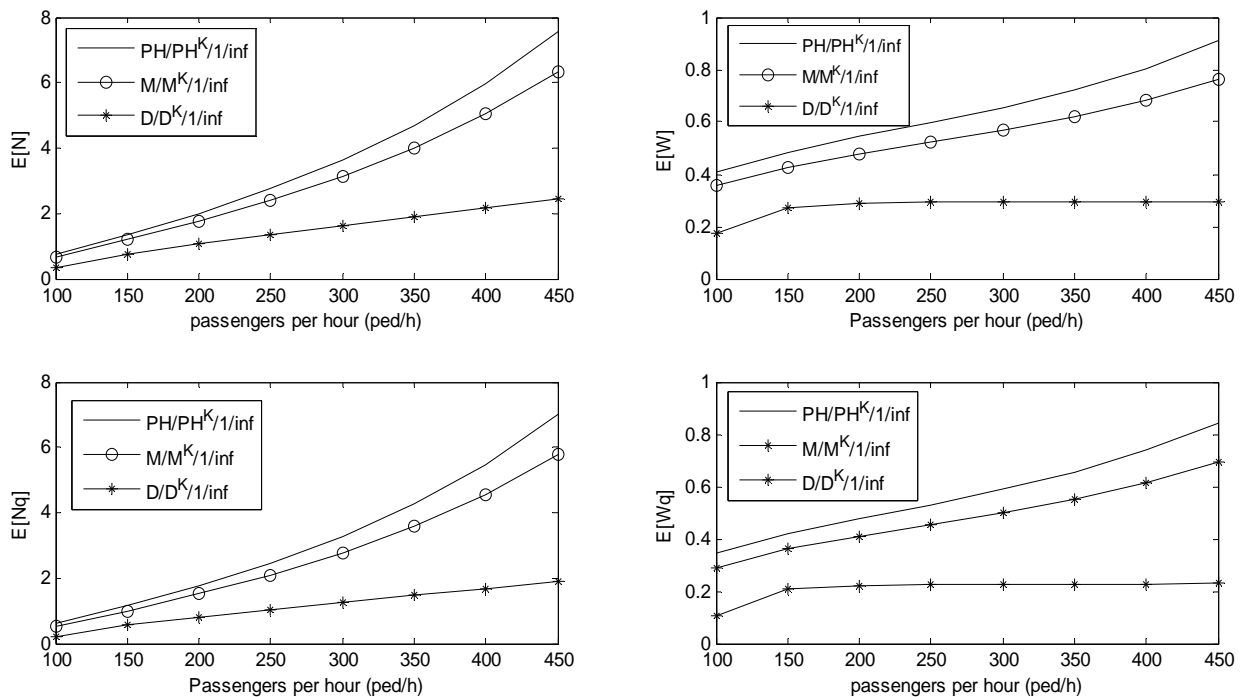 8
6
4
2
0
E[N]
PH/PH^K/1/inf
M/M^K/1/inf
D/D^K/1/inf
100 150 200 250 300 350 400 450
passengers per hour (ped/h)
1
0.8
0.6
0.4
0.2
0
E[W]
PH/PH^K/1/inf
M/M^K/1/inf
D/D^K/1/inf
100 150 200 250 300 350 400 450
Passengers per hour (ped/h)
8
6
4
2
0
E[Nq]
PH/PH^K/1/inf
M/M^K/1/inf
D/D^K/1/inf
100 150 200 250 300 350 400 450
Passengers per hour (ped/h)
1
0.8
0.6
0.4
0.2
0
E[Wq]
PH/PH^K/1/inf
M/M^K/1/inf
D/D^K/1/inf
100 150 200 250 300 350 400 450
passengers per hour (ped/h)